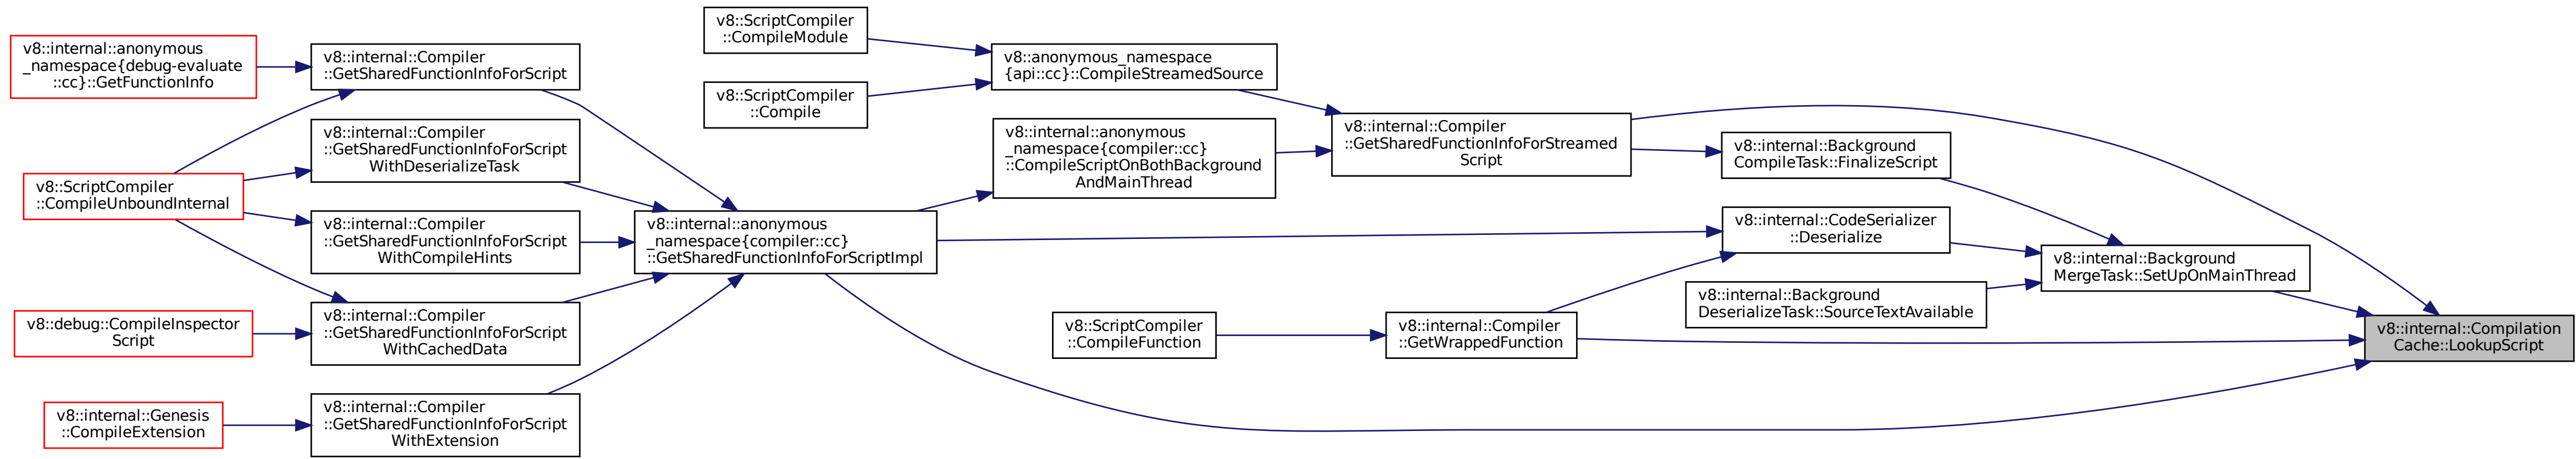 v8::internal::anonymous
_namespace{debug-evaluate
::cc}::GetFunctionInfo
v8::ScriptCompiler
::CompileUnboundInternal
v8::debug::CompileInspector
Script
v8::internal::Genesis
::CompileExtension
v8::internal::Compiler
::GetSharedFunctionInfoForScript
v8::internal::Compiler
::GetSharedFunctionInfoForScript
WithDeserializeTask
v8::internal::Compiler
::GetSharedFunctionInfoForScript
WithCompileHints
v8::internal::Compiler
::GetSharedFunctionInfoForScript
WithCachedData
v8::internal::Compiler
::GetSharedFunctionInfoForScript
WithExtension
v8::ScriptCompiler
::CompileModule
v8::ScriptCompiler
::Compile
v8::internal::anonymous
_namespace{compiler::cc}
::GetSharedFunctionInfoForScriptImpl
v8::anonymous_namespace
{api::cc}::CompileStreamedSource
v8::internal::anonymous
_namespace{compiler::cc}
::CompileScriptOnBothBackground
AndMainThread
v8::ScriptCompiler
::CompileFunction
v8::internal::Compiler
::GetSharedFunctionInfoForStreamed
Script
v8::internal::Compiler
::GetWrappedFunction
v8::internal::Background
CompileTask::FinalizeScript
v8::internal::CodeSerializer
::Deserialize
v8::internal::Background
DeserializeTask::SourceTextAvailable
v8::internal::Background
MergeTask::SetUpOnMainThread
v8::internal::Compilation
Cache::LookupScript